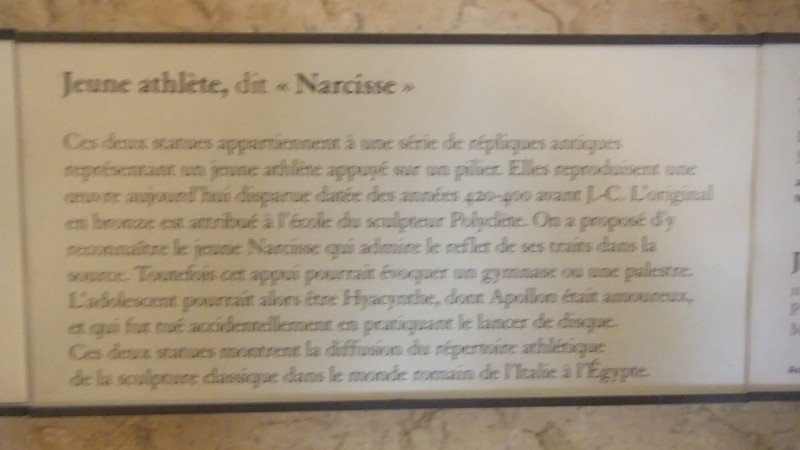 Jeune athlète, dit « Narcisse »
Ces deux statues appartiennent à une série de répliques antiques
représentant un jeune athlète appuyé sur un pilier. Elles reproduisent une
œuvre aujourd'hui disparue datée des années 420-400 avant J.-C. L'original
en bronze est attribué à l'école du sculpteur Polyclète. On a proposé d'y
reconnaître le jeune Narcisse qui admire le reflet de ses traits dans la
source. Toutefois cet appui pourrait évoquer un gymnase ou une palestre.
L'adolescent pourrait alors être Hyacynthe, dont Apollon était amoureux,
et qui fut tué accidentellement en pratiquant le lancer de disque.
Ces deux statues montrent la diffusion du répertoire athlétique
de la sculpture classique dans le monde romain de l'Italie à l'Égypte.